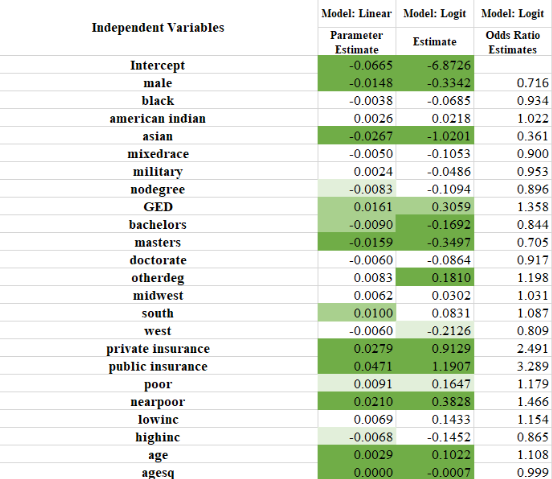 Independent Variables Model: Linear Model: Logit Model: Logit
Parameter Estimate Estimate Odds Ratio Estimates
Intercept -0.0665 -6.8726
male -0.0148 -0.3342 0.716
black -0.0038 -0.0685 0.934
american indian 0.0026 0.0218 1.022
asian -0.0267 -1.0201 0.361
mixedrace -0.0050 -0.1053 0.900
military 0.0024 -0.0486 0.953
nodegree -0.0083 -0.1094 0.896
GED 0.0161 0.3059 1.358
bachelors -0.0090 -0.1692 0.844
masters -0.0159 -0.3497 0.705
doctorate -0.0060 -0.0864 0.917
otherdeg 0.0083 0.1810 1.198
midwest 0.0062 0.0302 1.031
south 0.0100 0.0831 1.087
west -0.0060 -0.2126 0.809
private insurance 0.0279 0.9129 2.491
public insurance 0.0471 1.1907 3.289
poor 0.0091 0.1647 1.179
nearpoor 0.0210 0.3828 1.466
lowinc 0.0069 0.1433 1.154
highinc -0.0068 -0.1452 0.865
age 0.0029 0.1022 1.108
agesq 0.0000 -0.0007 0.999